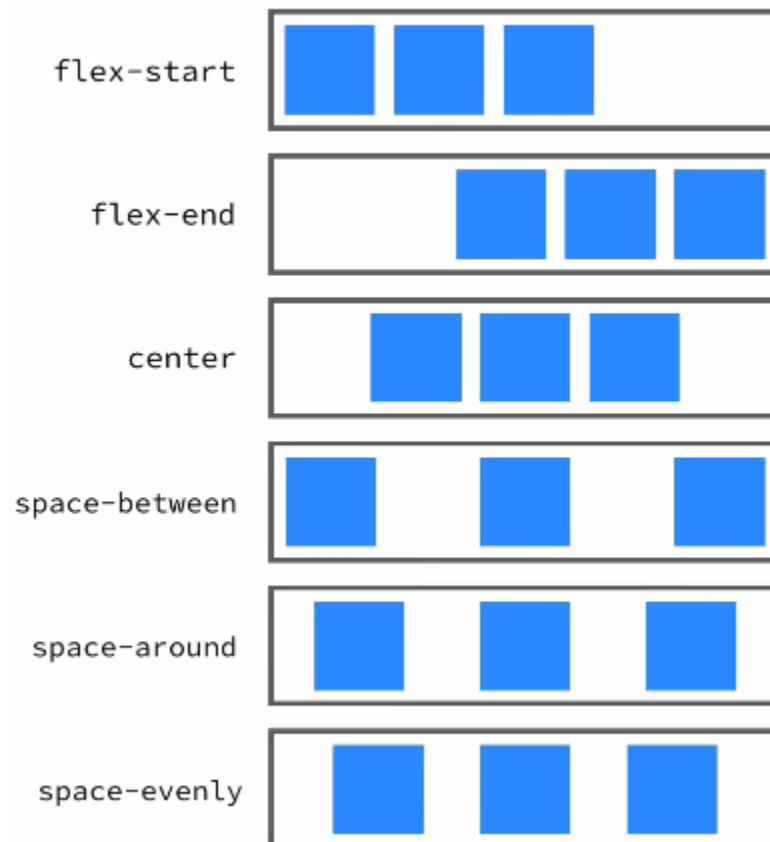 flex-start
flex-end
center
space-between
space-around
space-evenly